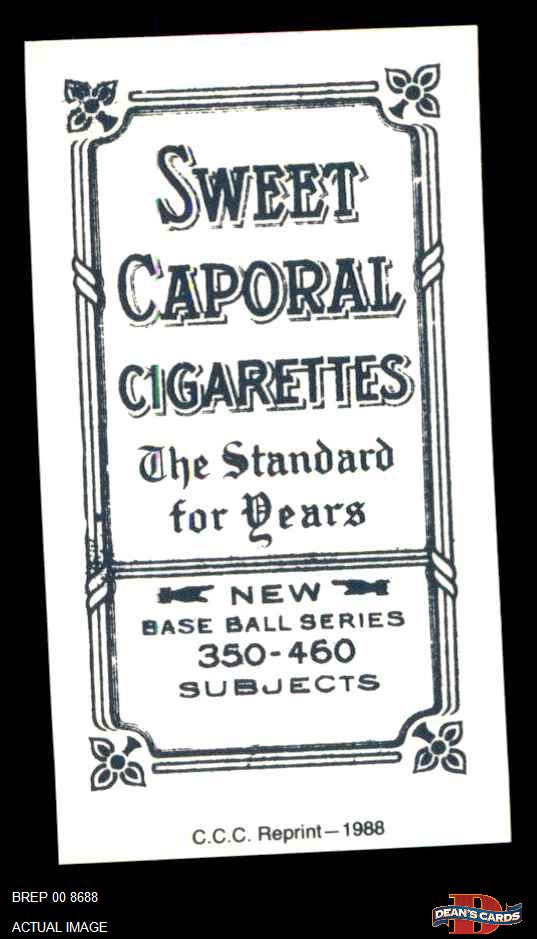 SWEET
CAPORAL
CIGARETTES
The Standard
for Years
NEW
BASE BALL SERIES
350-460
SUBJECTS
C.C.C. Reprint—1988
BREP 00 8688
ACTUAL IMAGE
D
DEAN'S CARDS